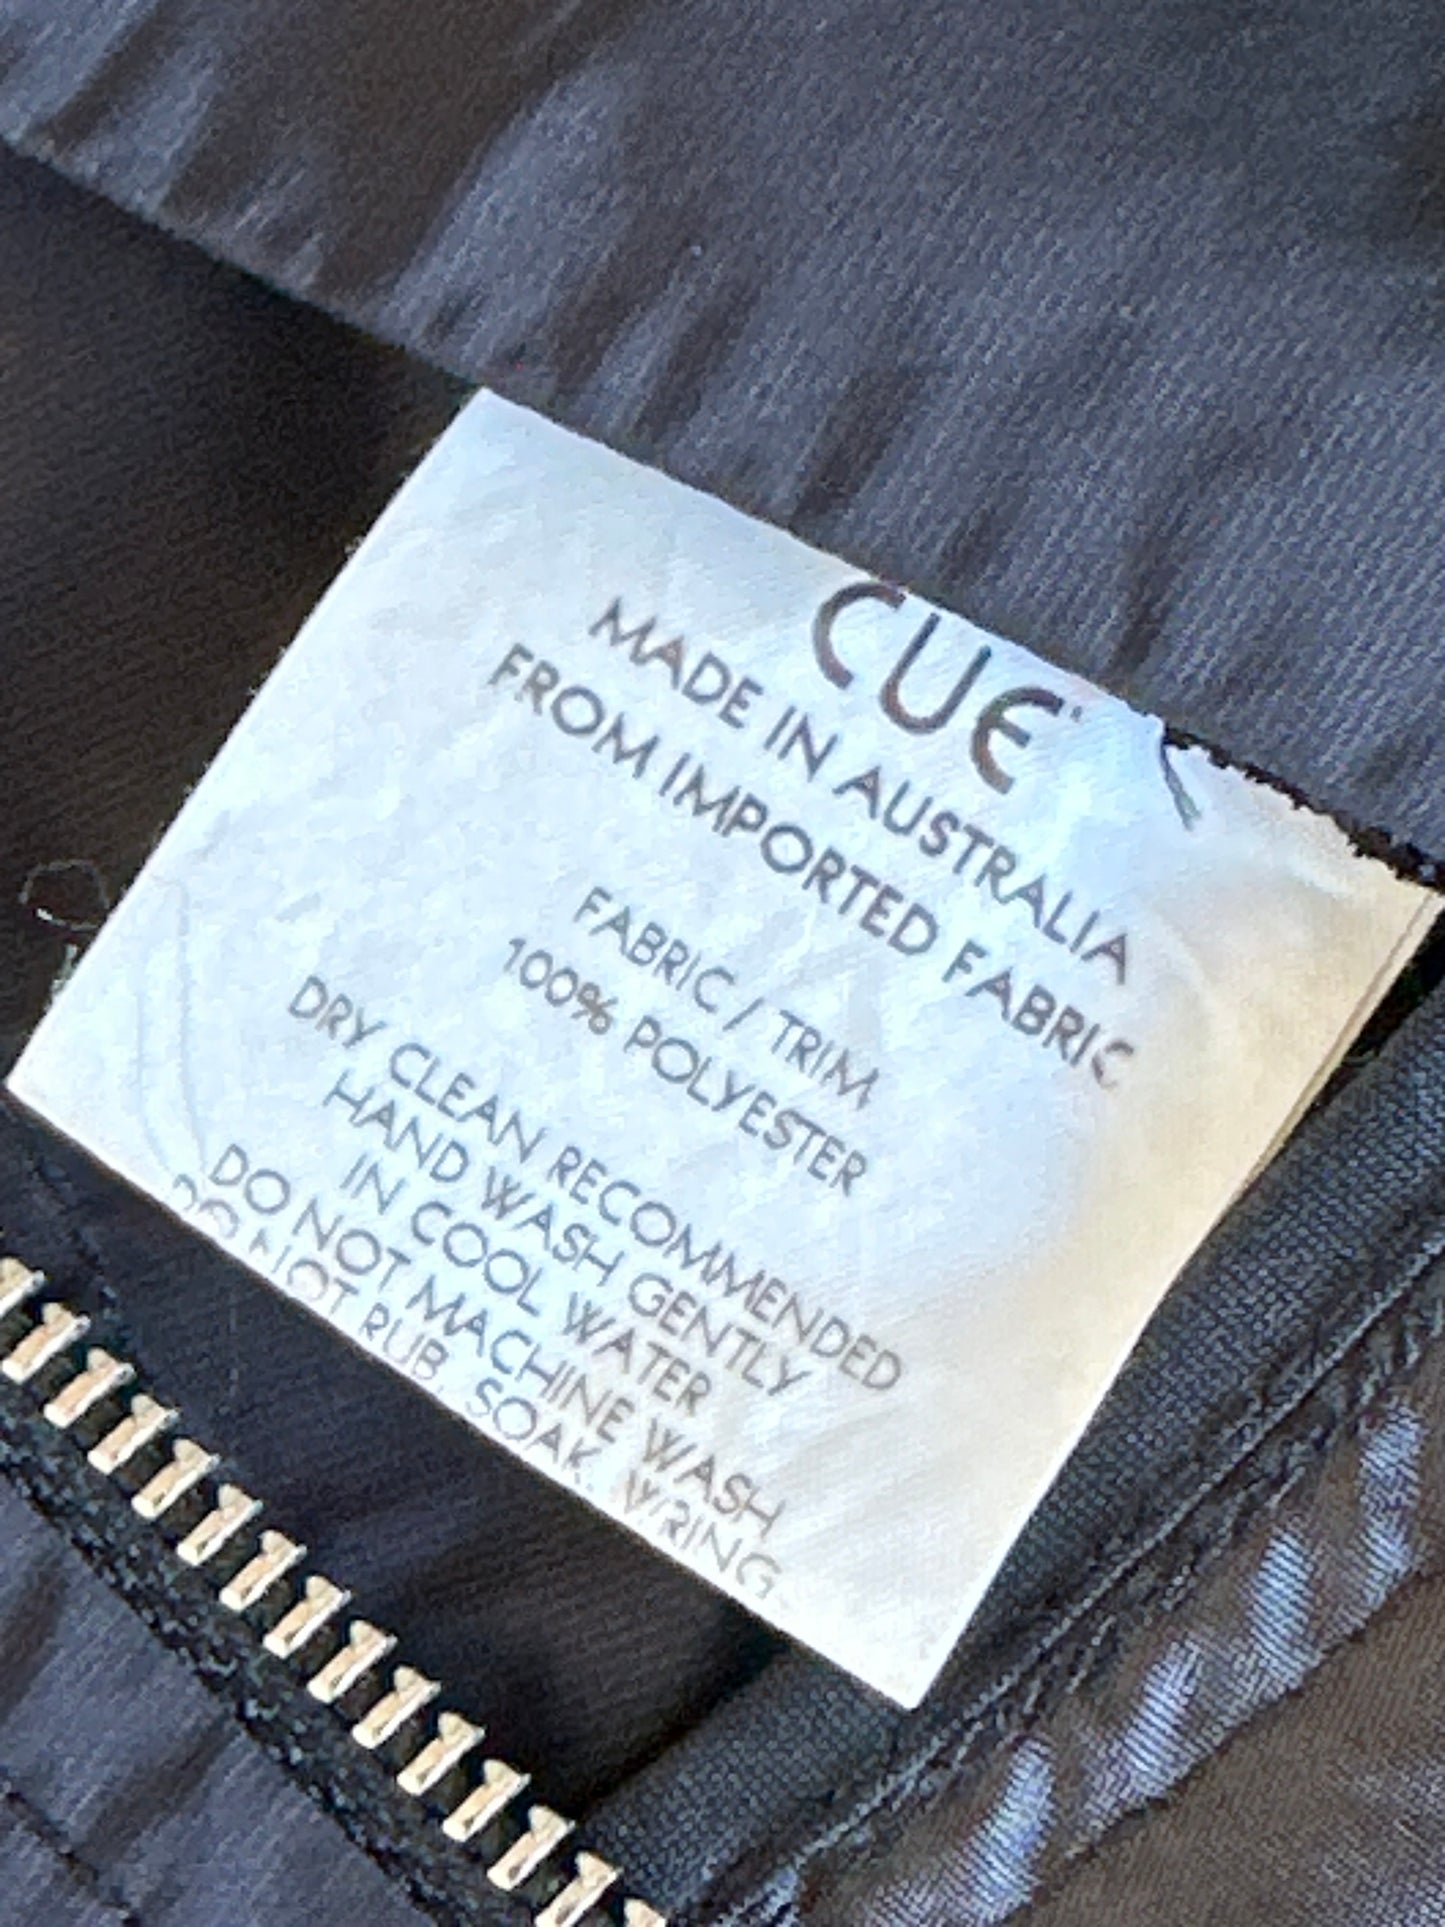 CUE
MADE IN AUSTRALIA
FROM IMPORTED FABRIC
FABRIC / TRIM
100% POLYESTER
DRY CLEAN RECOMMENDED
HAND WASH GENTLY
IN COOL WATER
DO NOT MACHINE WASH
DO NOT RUB, SOAK, WRING